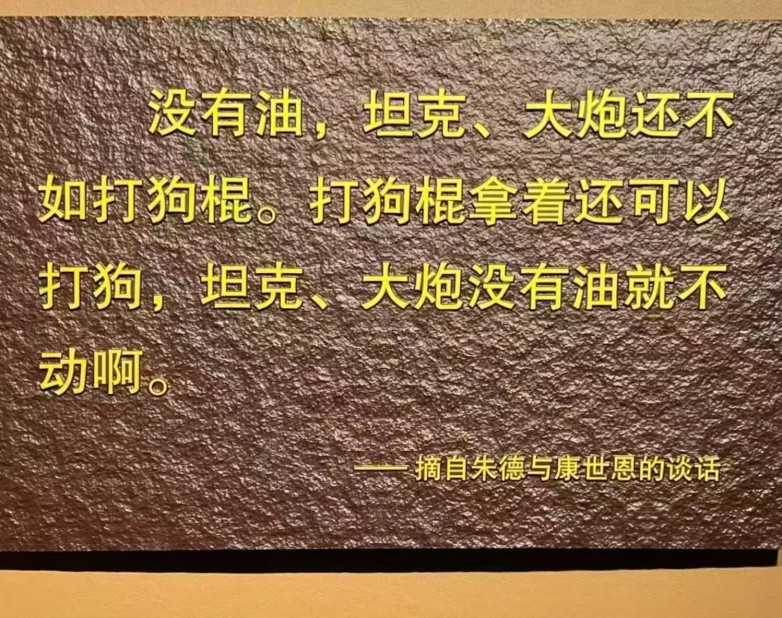 没有油，坦克、大炮还不
如打狗棍。打狗棍拿着还可以
打狗，坦克、大炮没有油就不
动啊。
—— 摘自朱德与康世恩的谈话